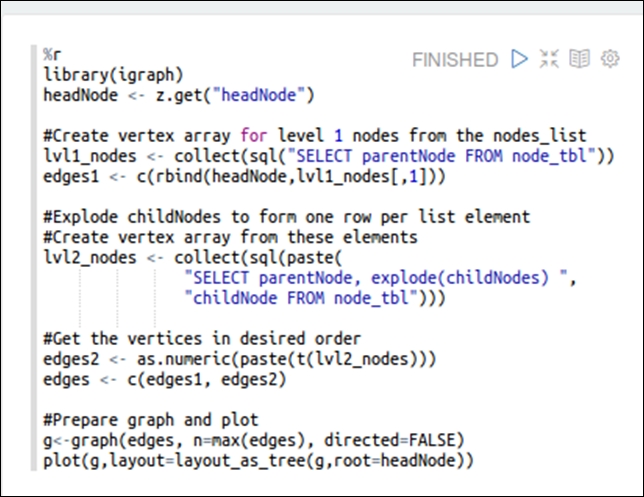 %r
FINISHED
library(igraph)
headNode <- z.get("headNode")
#Create vertex array for level 1 nodes from the nodes_list
lvl1_nodes <- collect(sql("SELECT parentNode FROM node_tbl"))
edges1 <- c(rbind(headNode,lvl1_nodes[,1]))
#Explode childNodes to form one row per list element
#Create vertex array from these elements
lvl2_nodes <- collect(sql(paste(
"SELECT parentNode, explode(childNodes) ",
"childNode FROM node_tbl")))
#Get the vertices in desired order
edges2 <- as.numeric(paste(t(lvl2_nodes)))
edges <- c(edges1, edges2)
#Prepare graph and plot
g<-graph(edges, n=max(edges), directed=FALSE)
plot(g,layout=layout_as_tree(g,root=headNode))